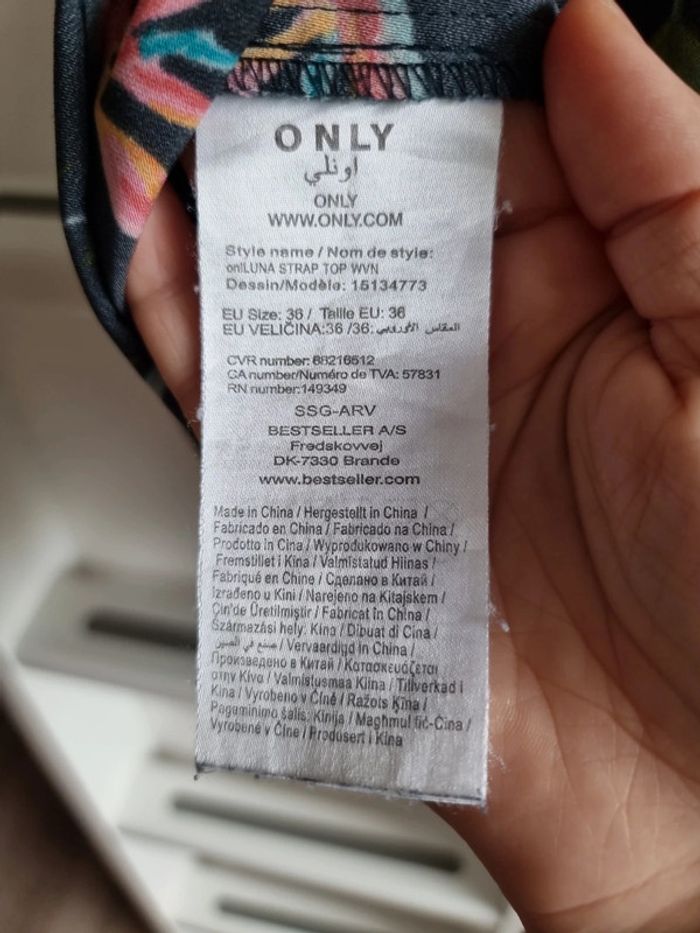 ONLY
اونلي
ONLY
WWW.ONLY.COM
Style name / Nom de style:
onlLUNA STRAP TOP WVN
Dessin/Modèle: 15134773
EU Size: 36 / Taille EU: 36
EU VELIČINA:36 /36: المقاس الأوروبي
CVR number: 88216512
CA number/Numéro de TVA: 57831
RN number:149349
SSG-ARV
BESTSELLER A/S
Fredskovvej
DK-7330 Brande
www.bestseller.com
Made in China / Hergestellt in China /
Fabricado en China / Fabricado na China /
Prodotto in Cina / Wyprodukowano w Chiny /
Fremstillet i Kina / Valmistatud Hiinas /
Fabriqué en Chine / Сделано в Китай /
Izrađeno u Kini / Narejeno na Kitajskem /
Çin'de Üretilmiştir / Fabricat în China /
Származási hely: Kína / Dibuat di Cina /
صنع في الصين / Vervaardigd in China /
Произведено в Китай / Κατασκευάζεται
στην Κίνα / Valmistusmaa Kiina / Tillverkad i
Kina / Vyrobeno v Číně / Ražots Ķīna /
Pagaminimo šalis: Kinija / Magħmul fiċ-Ċina /
Vyrobené v Číne / Produsert i Kina